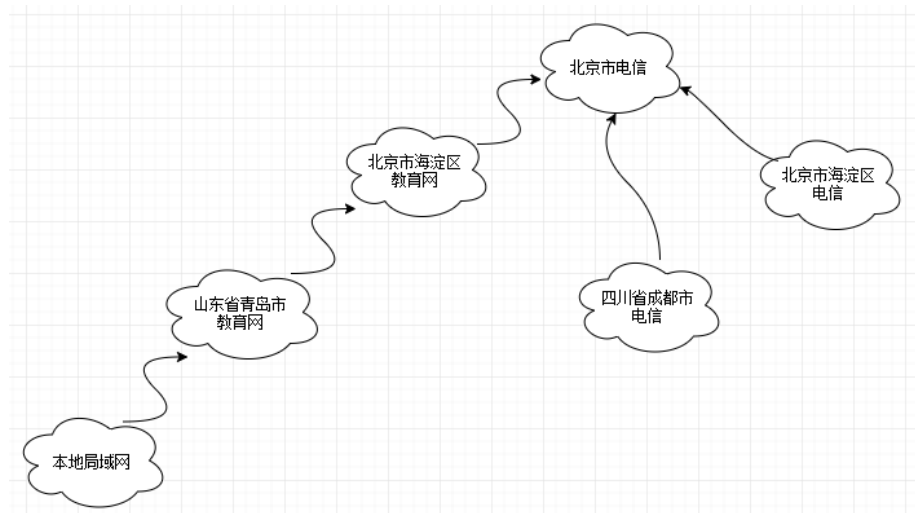 北京市电信
北京市海淀区
教育网
北京市海淀区
电信
山东省青岛市
教育网
四川省成都市
电信
本地局域网